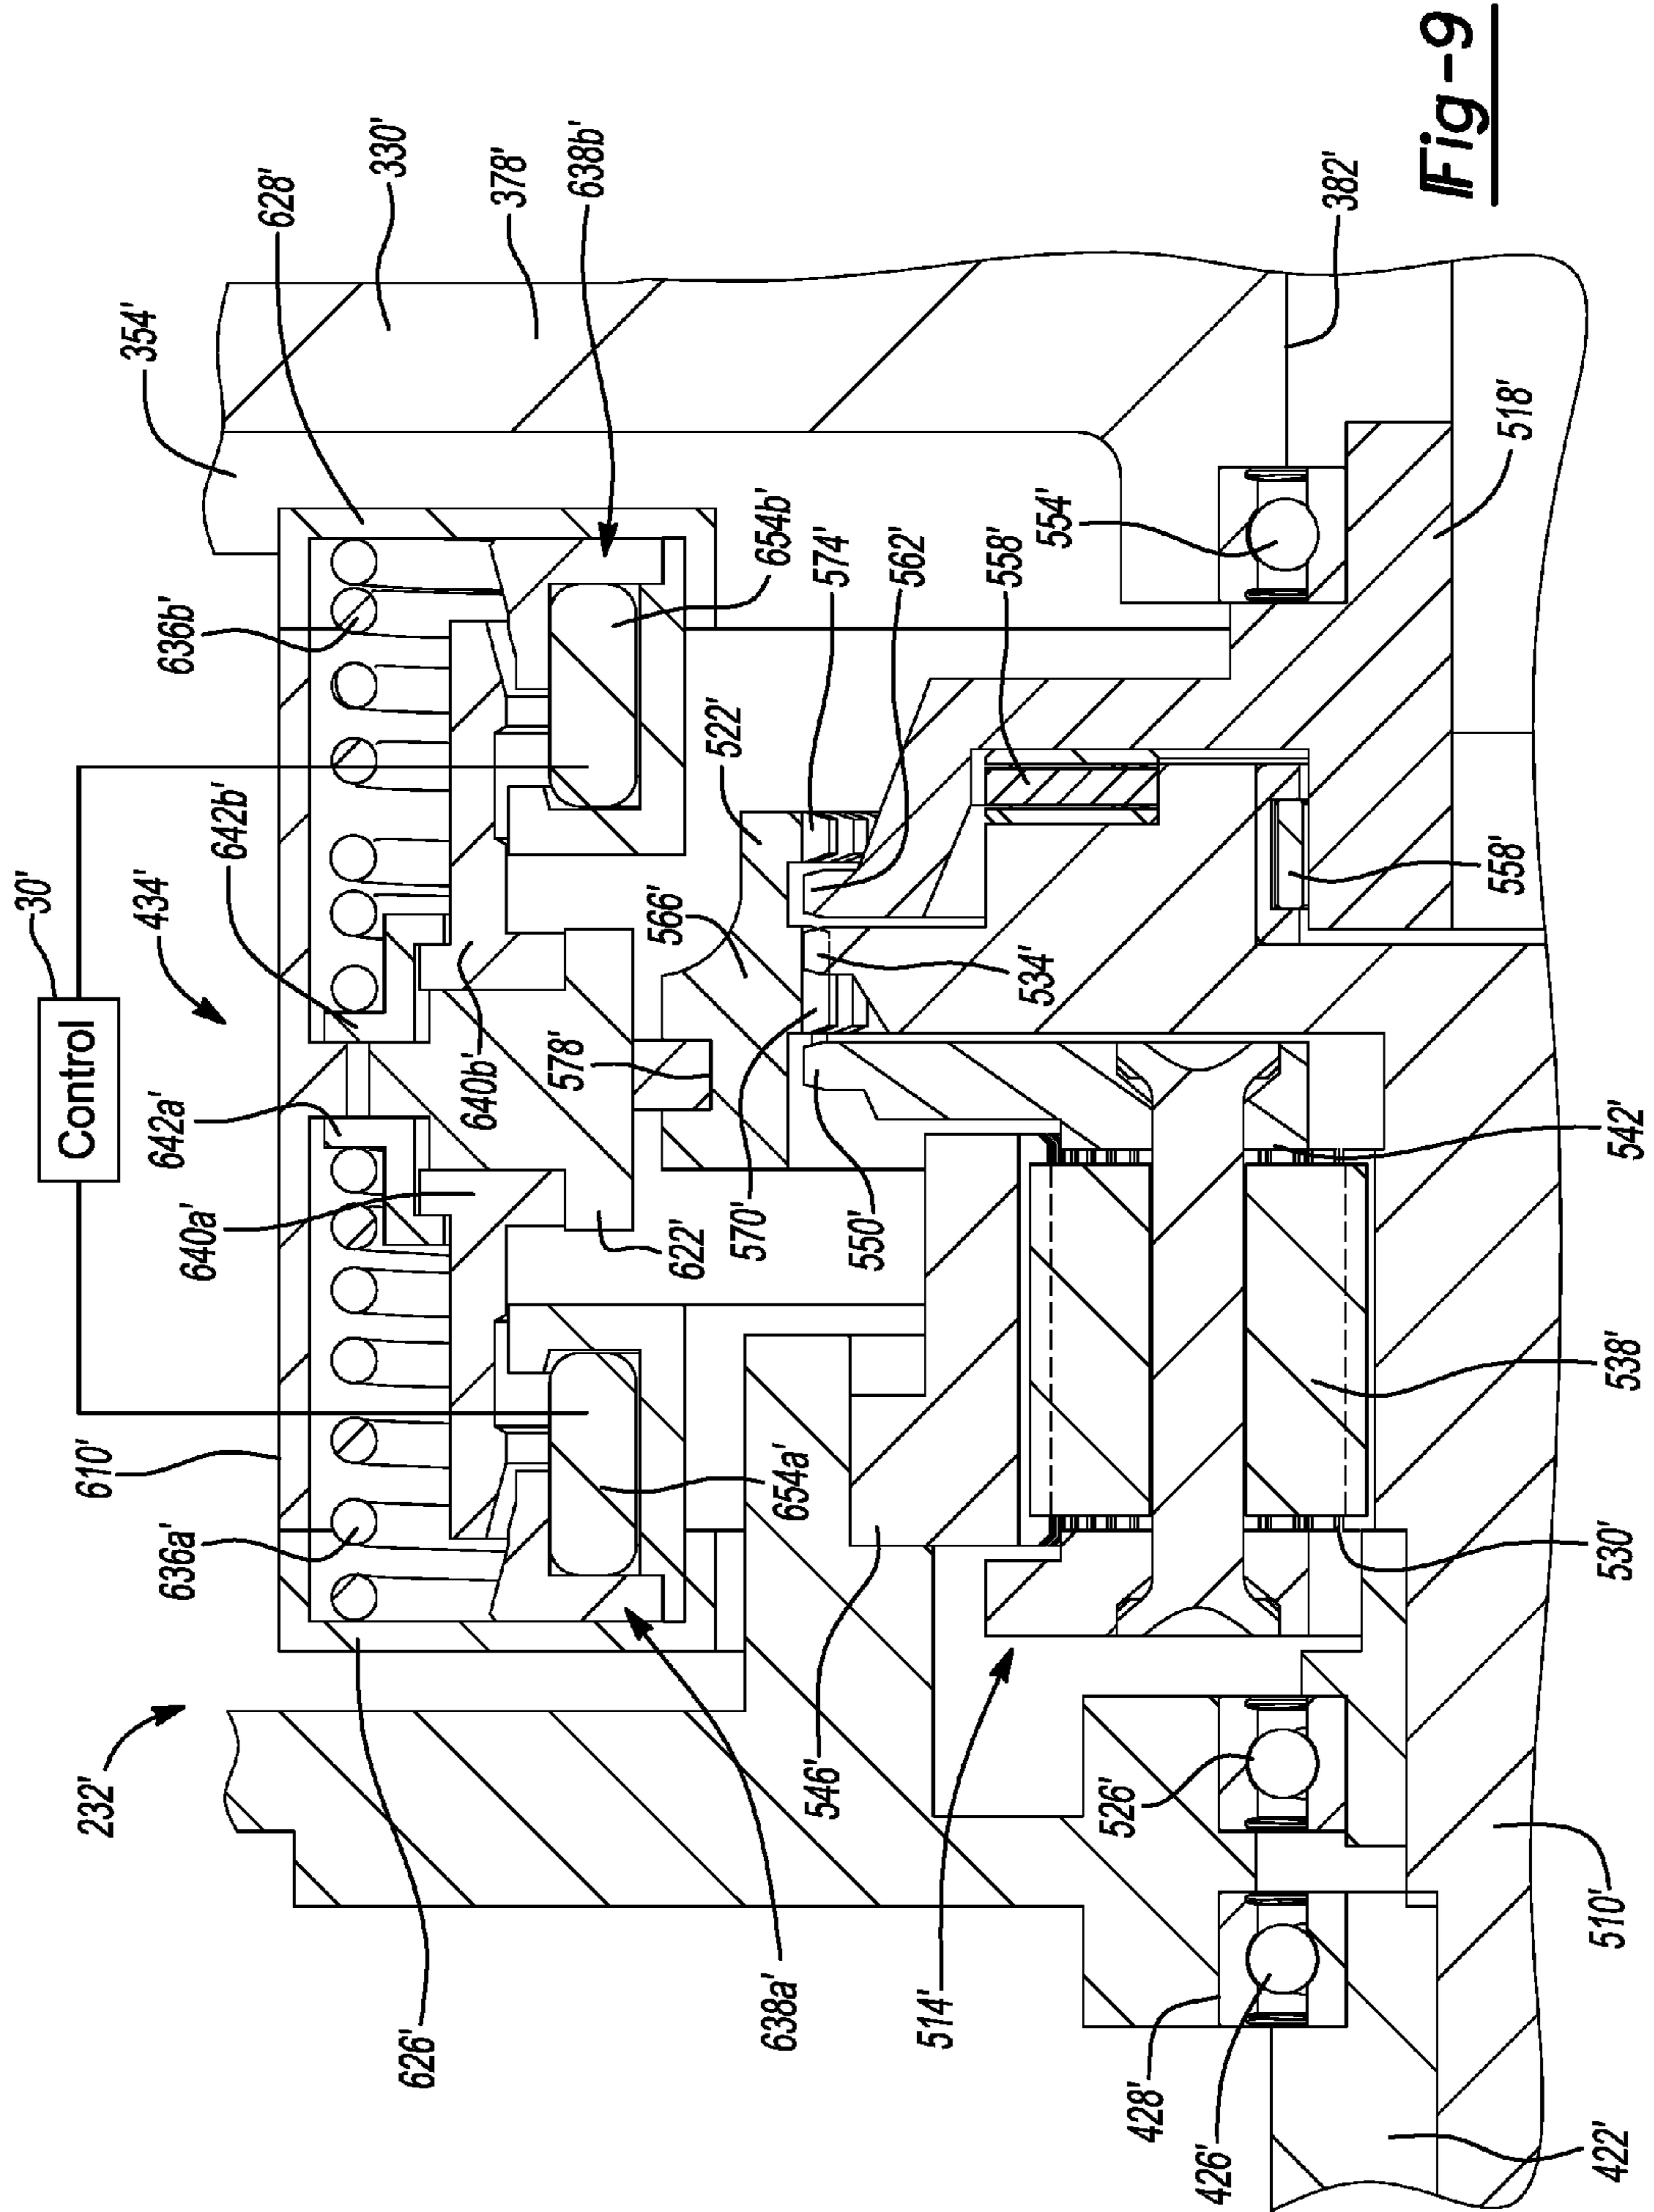 30'
Control
232'
626'
636a'
610'
640a'
642a'
434'
642b'
636b'
628'
354'
330'
378'
638b'
640b'
622'
578'
566'
522'
654b'
574'
562'
558'
638a'
654a'
546'
514'
570'
550'
534'
554'
382'
428'
426'
526'
558'
518'
422'
510'
530'
538'
542'
Fig-9